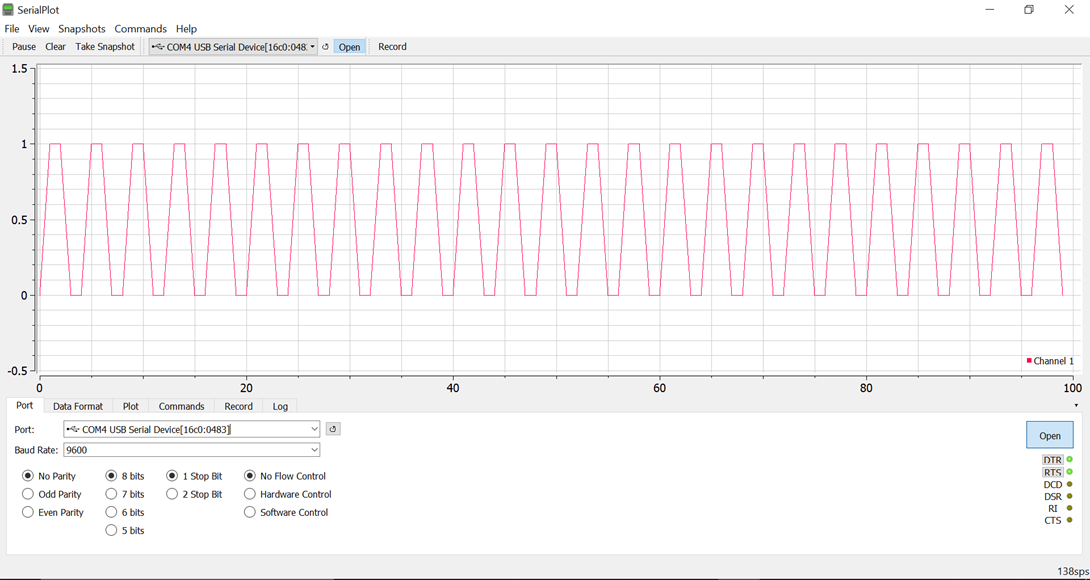 SerialPlot
File View Snapshots Commands Help
Pause Clear Take Snapshot COM4 USB Serial Device[16c0:048: Open Record
1.5
1
0.5
0
-0.5
Channel 1
0 20 40 60 80 100
Port Data Format Plot Commands Record Log
Port: COM4 USB Serial Device[16c0:0483] Open
Baud Rate: 9600
No Parity 8 bits 1 Stop Bit No Flow Control
Odd Parity 7 bits 2 Stop Bit Hardware Control
Even Parity 6 bits Software Control
5 bits
DTR
RTS
DCD
DSR
RI
CTS
138sps